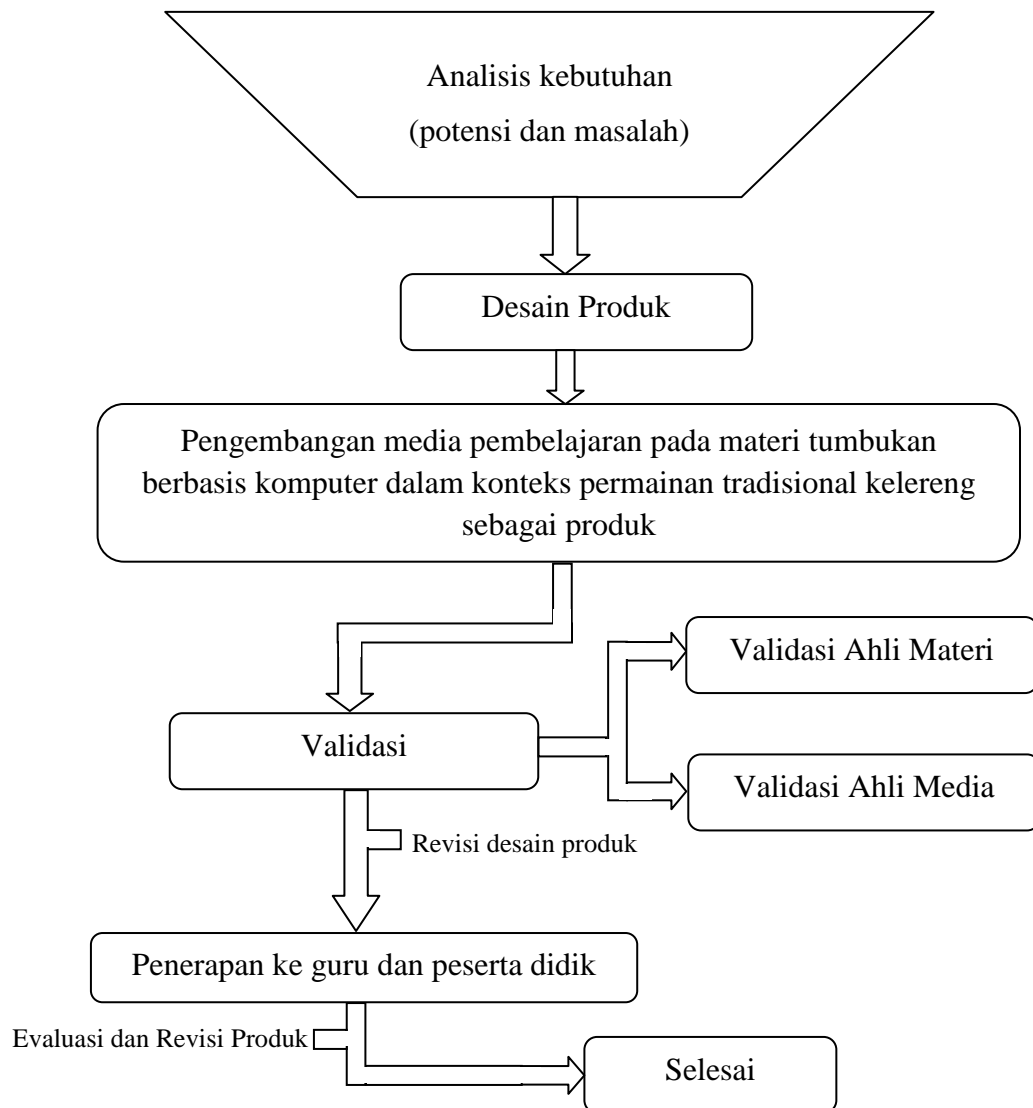 Analisis kebutuhan
(potensi dan masalah)
Desain Produk
Pengembangan media pembelajaran pada materi tumbukan
berbasis komputer dalam konteks permainan tradisional kelereng
sebagai produk
Validasi Ahli Materi
Validasi
Validasi Ahli Media
Revisi desain produk
Penerapan ke guru dan peserta didik
Evaluasi dan Revisi Produk
Selesai